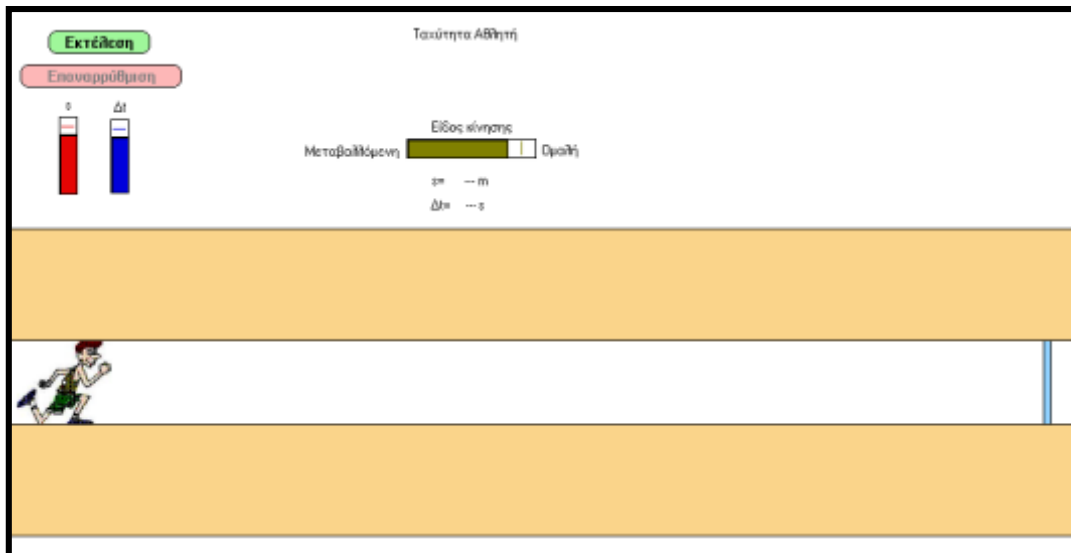 Εκτέλεση
Ταχύτητα Αθλητή
Επαναρρύθμιση
s Δt
Είδος κίνησης
Μεταβαλλόμενη Ομαλή
s= --- m
Δt= --- s